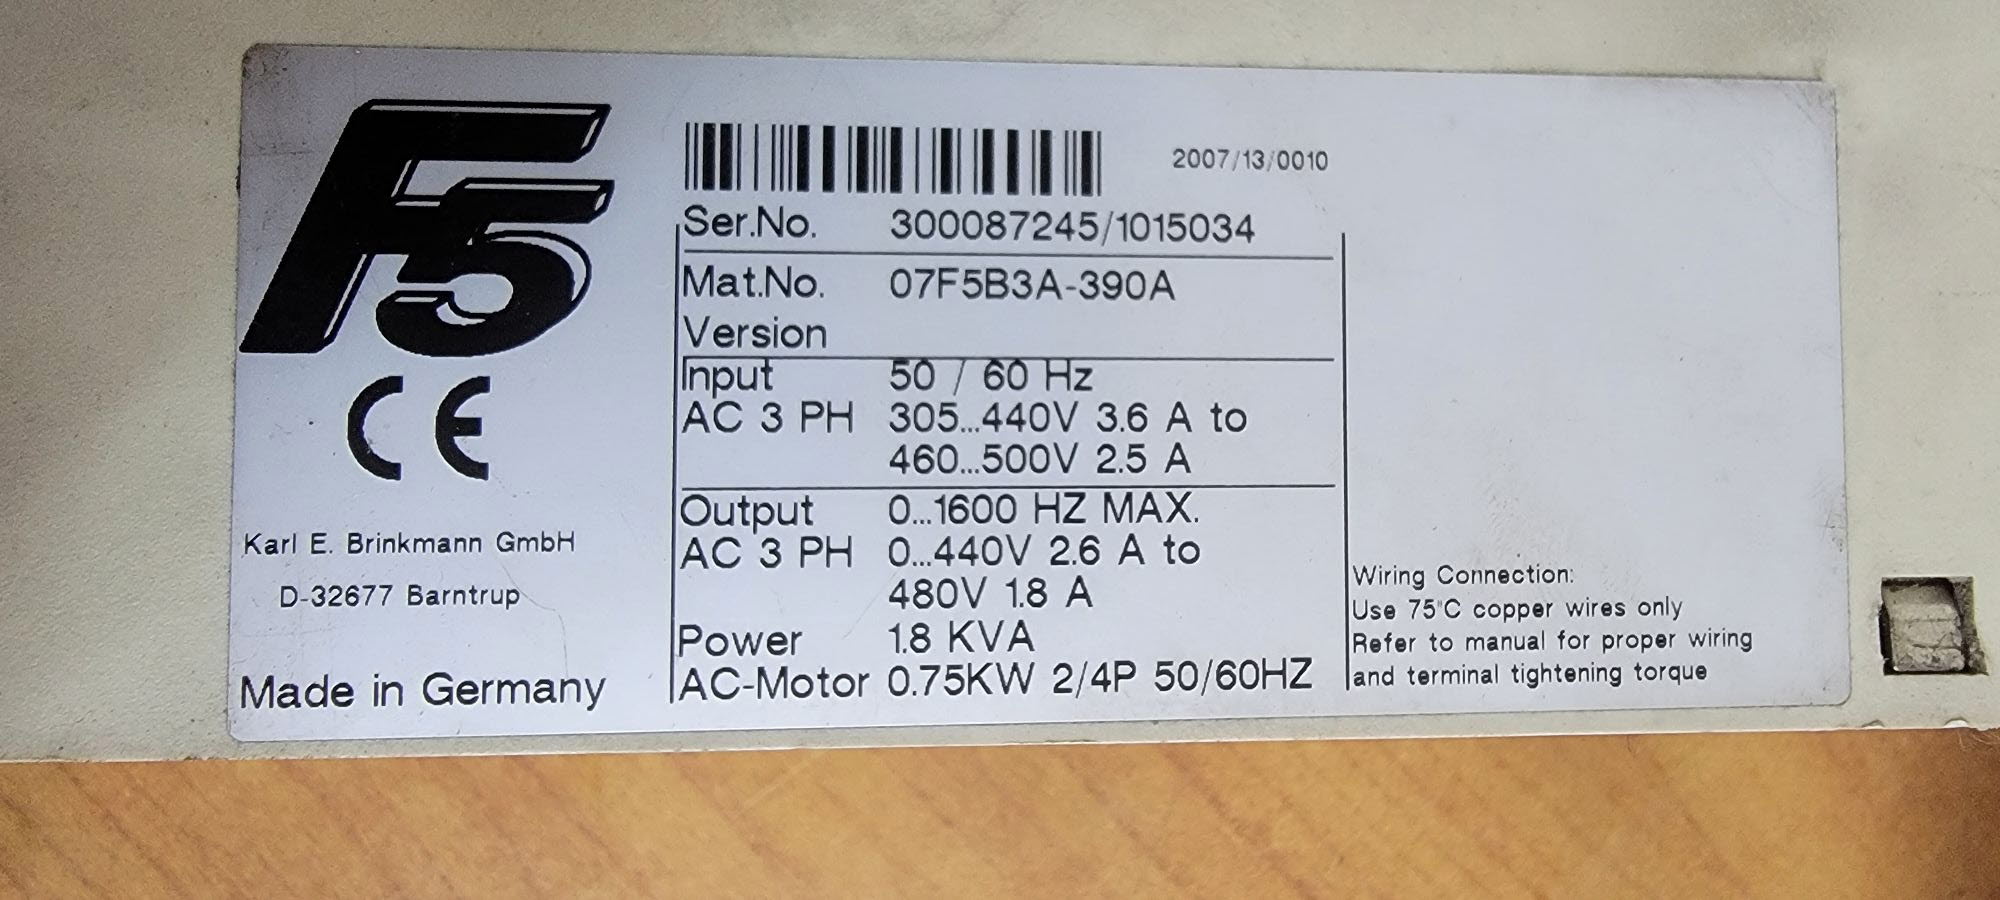 F5
CE
Karl E. Brinkmann GmbH
D-32677 Barntrup
Made in Germany
2007/13/0010
Ser.No. 300087245/1015034
Mat.No. 07F5B3A-390A
Version
Input 50 / 60 Hz
AC 3 PH 305...440V 3.6 A to
460...500V 2.5 A
Output 0...1600 HZ MAX.
AC 3 PH 0...440V 2.6 A to
480V 1.8 A
Power 1.8 KVA
AC-Motor 0.75KW 2/4P 50/60HZ
Wiring Connection:
Use 75°C copper wires only
Refer to manual for proper wiring
and terminal tightening torque